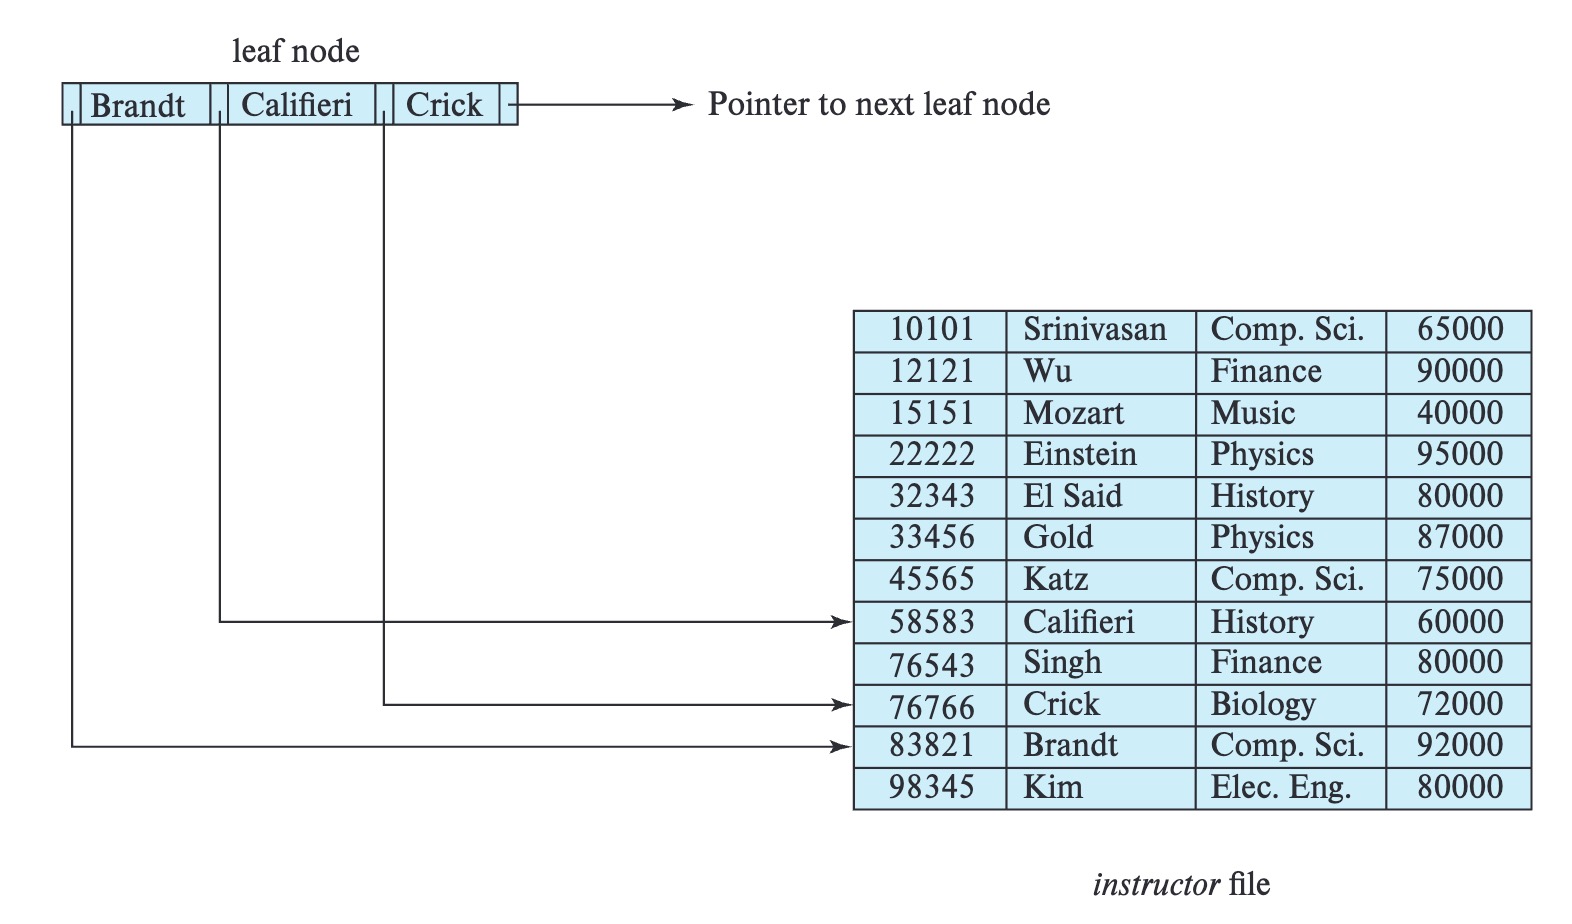 leaf node
Brandt Califieri Crick Pointer to next leaf node
10101 Srinivasan Comp. Sci. 65000
12121 Wu Finance 90000
15151 Mozart Music 40000
22222 Einstein Physics 95000
32343 El Said History 80000
33456 Gold Physics 87000
45565 Katz Comp. Sci. 75000
58583 Califieri History 60000
76543 Singh Finance 80000
76766 Crick Biology 72000
83821 Brandt Comp. Sci. 92000
98345 Kim Elec. Eng. 80000
instructor file